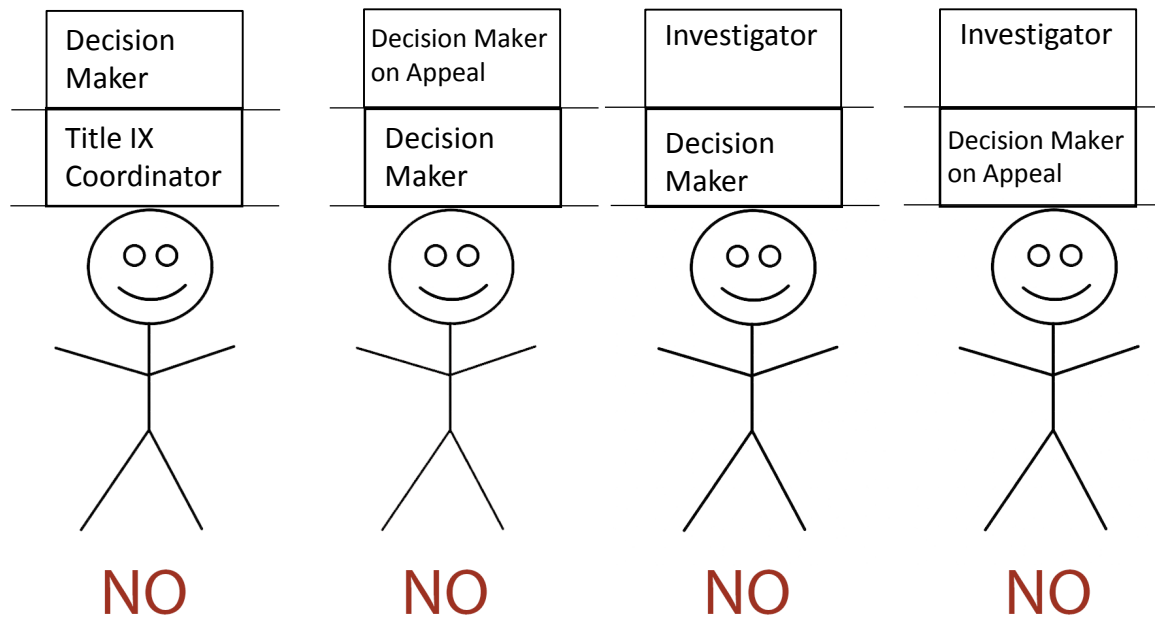 Decision
Maker
Title IX
Coordinator
NO
Decision Maker
on Appeal
Decision
Maker
NO
Investigator
Decision
Maker
NO
Investigator
Decision Maker
on Appeal
NO